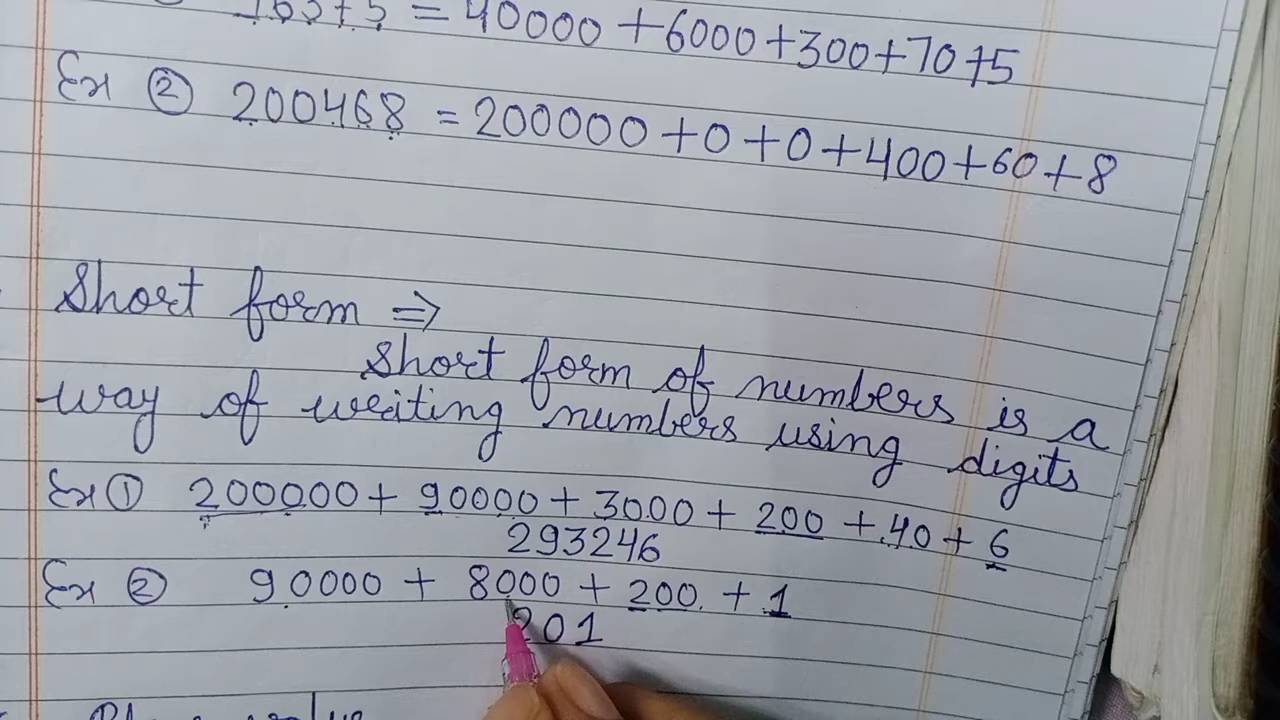 = 40000 + 6000 + 300 + 70 + 5
Ex ② 200468 = 200000 + 0 + 0 + 400 + 60 + 8
Short form ⇒
Short form of numbers is a
way of writing numbers using digits
Ex ① 200000 + 90000 + 3000 + 200 + 40 + 6
293246
Ex ② 90000 + 8000 + 200 + 1
201